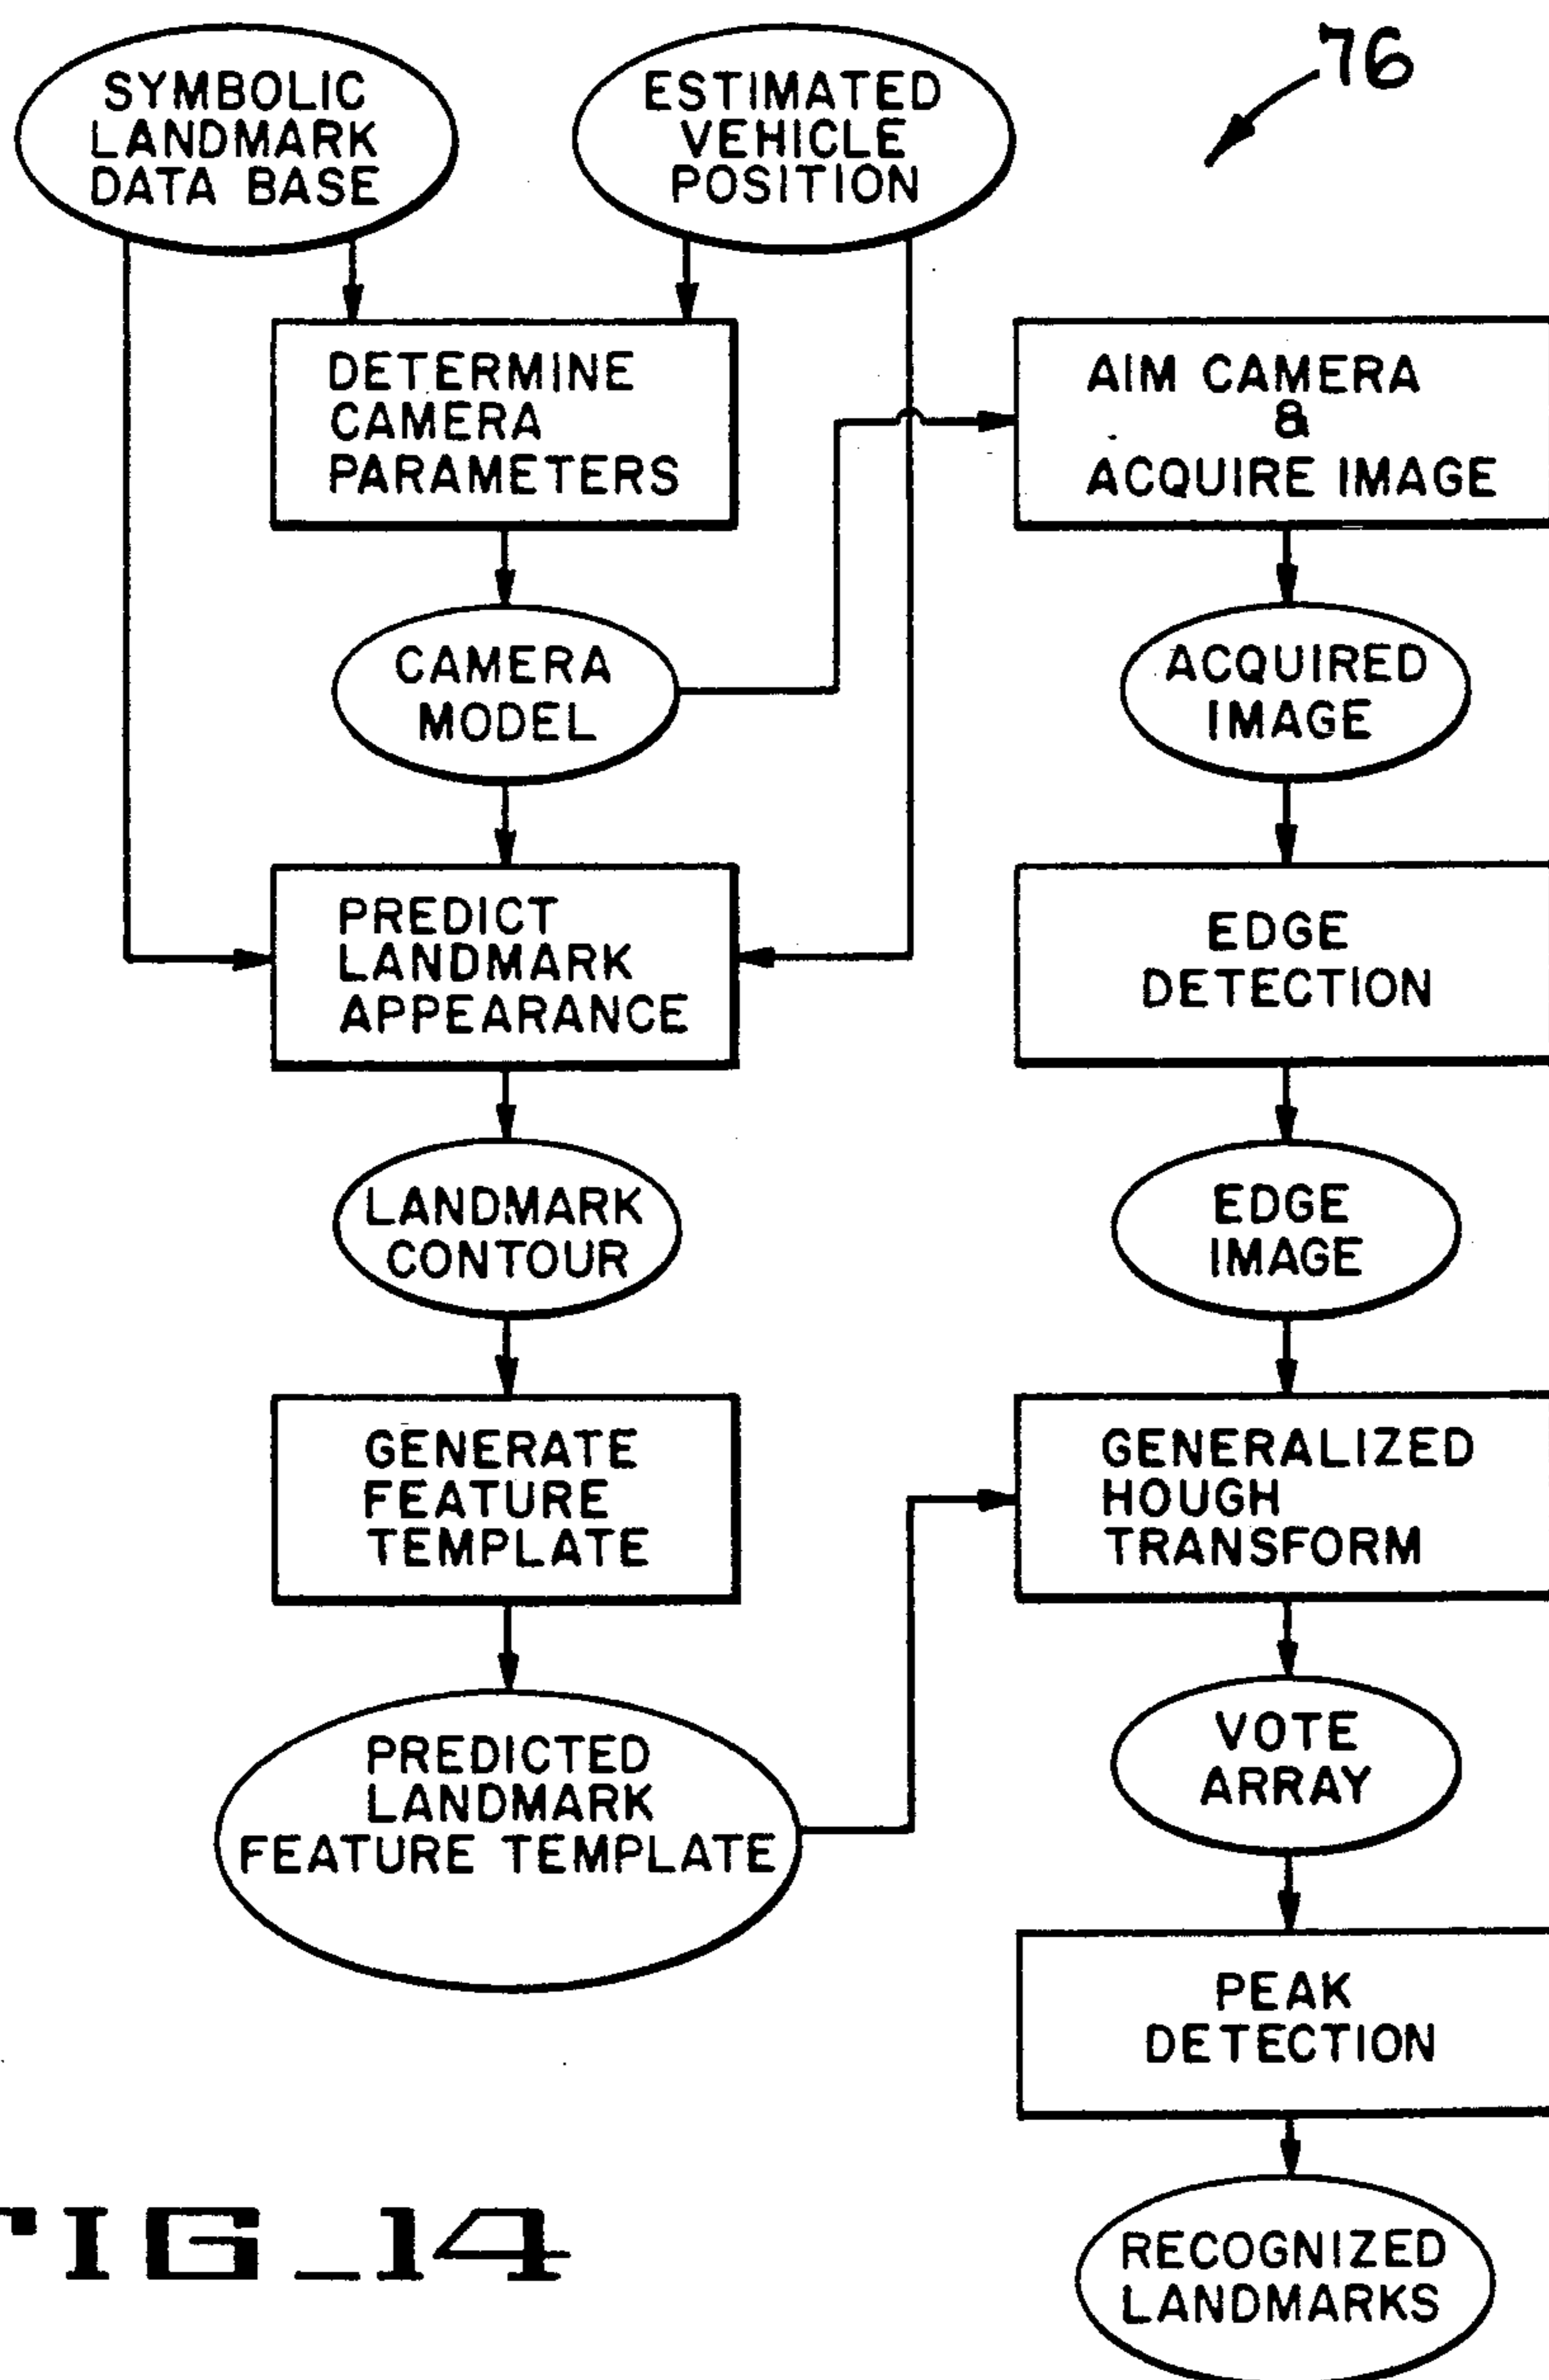 76
SYMBOLIC
LANDMARK
DATA BASE
ESTIMATED
VEHICLE
POSITION
DETERMINE
CAMERA
PARAMETERS
AIM CAMERA
&
ACQUIRE IMAGE
CAMERA
MODEL
ACQUIRED
IMAGE
PREDICT
LANDMARK
APPEARANCE
EDGE
DETECTION
LANDMARK
CONTOUR
EDGE
IMAGE
GENERATE
FEATURE
TEMPLATE
GENERALIZED
HOUGH
TRANSFORM
PREDICTED
LANDMARK
FEATURE TEMPLATE
VOTE
ARRAY
PEAK
DETECTION
RECOGNIZED
LANDMARKS
FIG_14